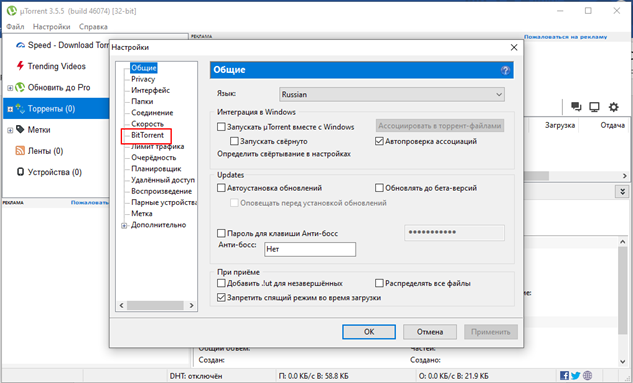 µTorrent 3.5.5 (build 46074) [32-bit]
Файл Настройки Справка
РЕКЛАМА Пожаловаться на рекламу
Speed - Download Torr
Trending Videos
Обновить до Pro
Торренты (0)
Метки
Ленты (0)
Устройства (0)
РЕКЛАМА Пожаловать
Загрузка Отдача
Настройки
Общие
Privacy
Интерфейс
Папки
Соединение
Скорость
BitTorrent
Лимит трафика
Очерёдность
Планировщик
Удалённый доступ
Воспроизведение
Парные устройства
Метка
Дополнительно
Общие
Язык: Russian
Интеграция в Windows
Запускать µTorrent вместе с Windows Ассоциировать в торрент-файлами
Запускать свёрнуто Автопроверка ассоциаций
Определить свёртывание в настройках
Updates
Автоустановка обновлений Обновлять до бета-версий
Оповещать перед установкой обновлений
Пароль для клавиши Анти-босс
Анти-босс: Нет
При приёме
Добавить .!ut для незавершённых Распределять все файлы
Запретить спящий режим во время загрузки
OK Отмена Применить
Общий объём: Частей:
Создан: Создано:
DHT: отключён П: 0.0 КБ/с В: 58.8 КБ О: 0.0 КБ/с В: 21.9 КБ